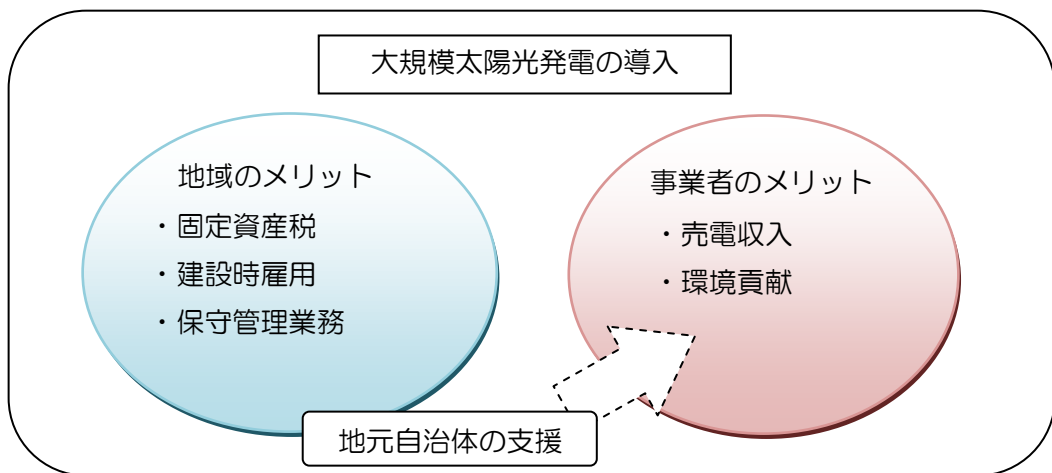 大規模太陽光発電の導入
地域のメリット
・固定資産税
・建設時雇用
・保守管理業務
事業者のメリット
・売電収入
・環境貢献
地元自治体の支援